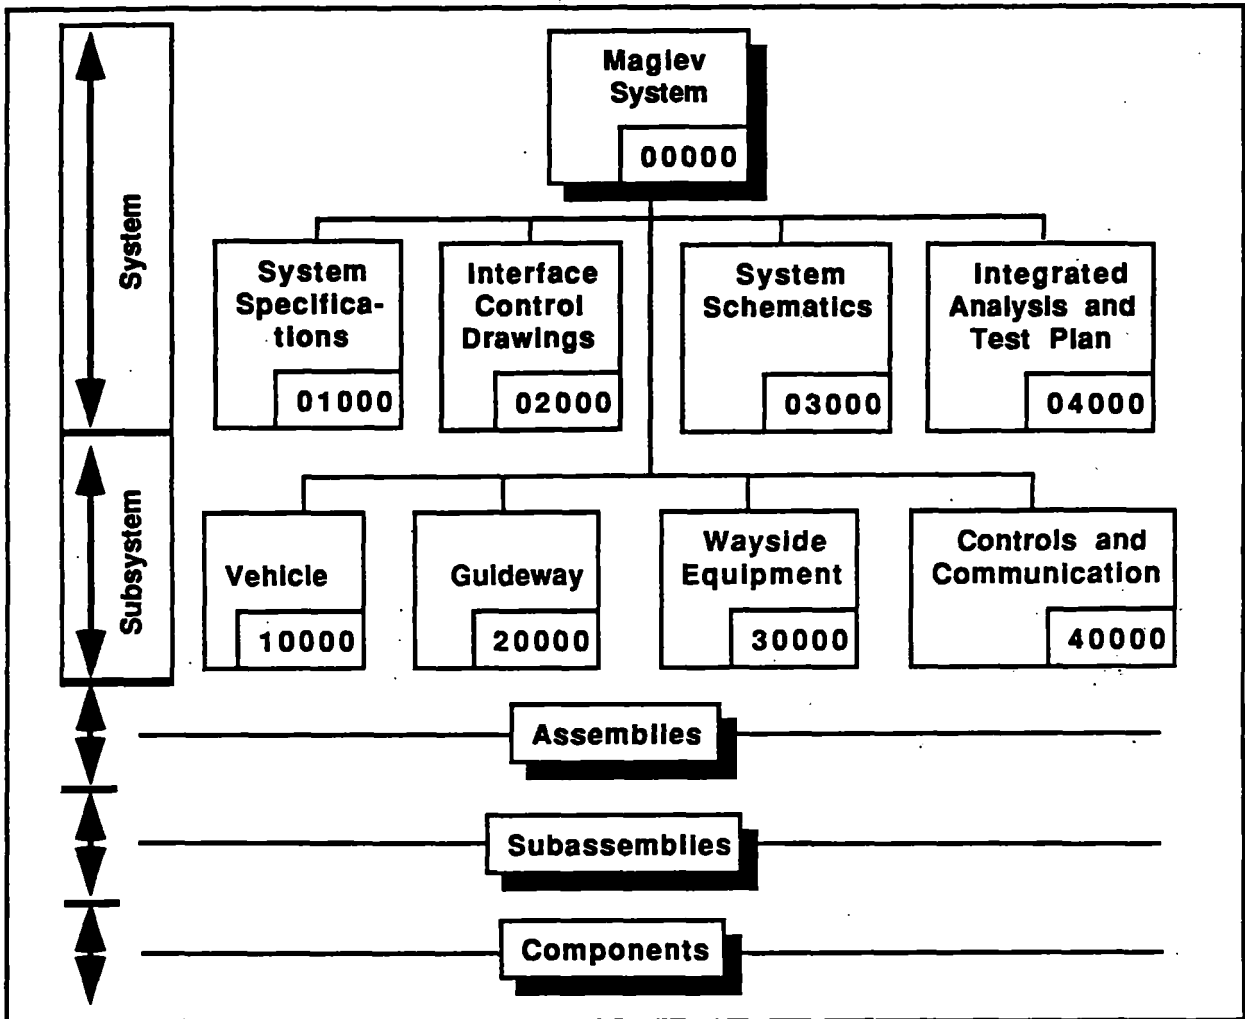 Maglev
System
00000
System
System
Specifica-
tions
01000
Interface
Control
Drawings
02000
System
Schematics
03000
Integrated
Analysis and
Test Plan
04000
Subsystem
Vehicle
10000
Guideway
20000
Wayside
Equipment
30000
Controls and
Communication
40000
Assemblies
Subassemblies
Components